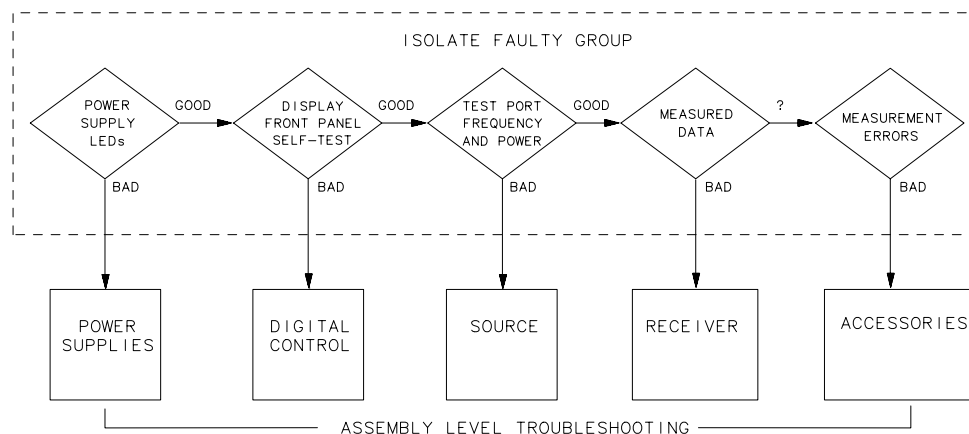 ISOLATE FAULTY GROUP
POWER
SUPPLY
LEDs
GOOD
DISPLAY
FRONT PANEL
SELF-TEST
GOOD
TEST PORT
FREQUENCY
AND POWER
GOOD
MEASURED
DATA
?
MEASUREMENT
ERRORS
BAD
BAD
BAD
BAD
BAD
POWER
SUPPLIES
DIGITAL
CONTROL
SOURCE
RECEIVER
ACCESSORIES
ASSEMBLY LEVEL TROUBLESHOOTING